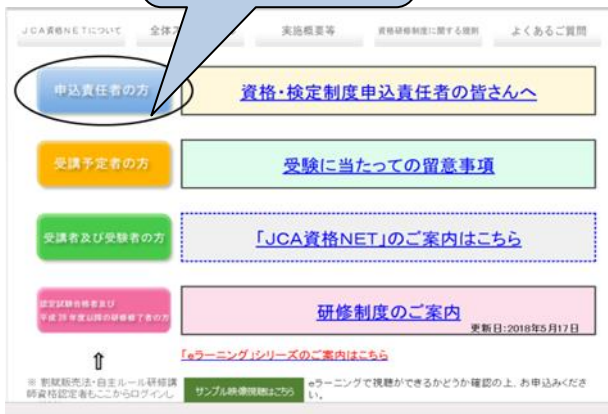 JCA資格NETについて 全体ス 実施概要等 資格研修制度に関する規則 よくあるご質問
申込責任者の方 資格・検定制度申込責任者の皆さんへ
受講予定者の方 受験に当たっての留意事項
受講者及び受験者の方 「JCA資格NET」のご案内はこちら
認定試験合格者及び
平成28年度以降の研修修了者の方
研修制度のご案内
更新日:2018年5月17日
⇧
「eラーニング」シリーズのご案内はこちら
※ 割賦販売法・自主ルール研修講
師資格認定者もここからログインし
サンプル映像視聴はこちら
eラーニングで視聴ができるかどうか確認の上、お申込みくださ
い。